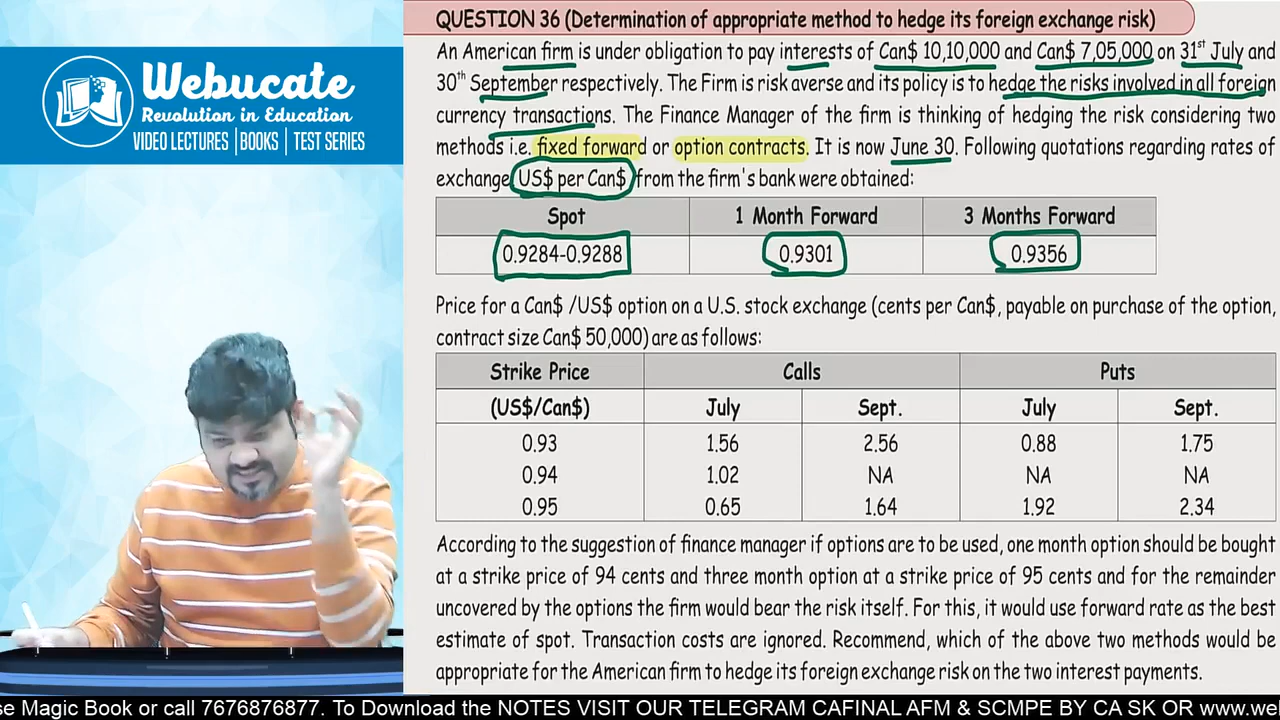 Webucate
Revolution in Education
VIDEO LECTURES | BOOKS | TEST SERIES
QUESTION 36 (Determination of appropriate method to hedge its foreign exchange risk)
An American firm is under obligation to pay interests of Can$ 10,10,000 and Can$ 7,05,000 on 31st July and
30th September respectively. The Firm is risk averse and its policy is to hedge the risks involved in all foreign
currency transactions. The Finance Manager of the firm is thinking of hedging the risk considering two
methods i.e. fixed forward or option contracts. It is now June 30. Following quotations regarding rates of
exchange US$ per Can$ from the firm's bank were obtained:
Spot 1 Month Forward 3 Months Forward
0.9284-0.9288 0.9301 0.9356
Price for a Can$ /US$ option on a U.S. stock exchange (cents per Can$, payable on purchase of the option,
contract size Can$ 50,000) are as follows:
Strike Price Calls Puts
(US$/Can$) July Sept. July Sept.
0.93 1.56 2.56 0.88 1.75
0.94 1.02 NA NA NA
0.95 0.65 1.64 1.92 2.34
According to the suggestion of finance manager if options are to be used, one month option should be bought
at a strike price of 94 cents and three month option at a strike price of 95 cents and for the remainder
uncovered by the options the firm would bear the risk itself. For this, it would use forward rate as the best
estimate of spot. Transaction costs are ignored. Recommend, which of the above two methods would be
appropriate for the American firm to hedge its foreign exchange risk on the two interest payments.
se Magic Book or call 7676876877. To Download the NOTES VISIT OUR TELEGRAM CAFINAL AFM & SCMPE BY CA SK OR www.we